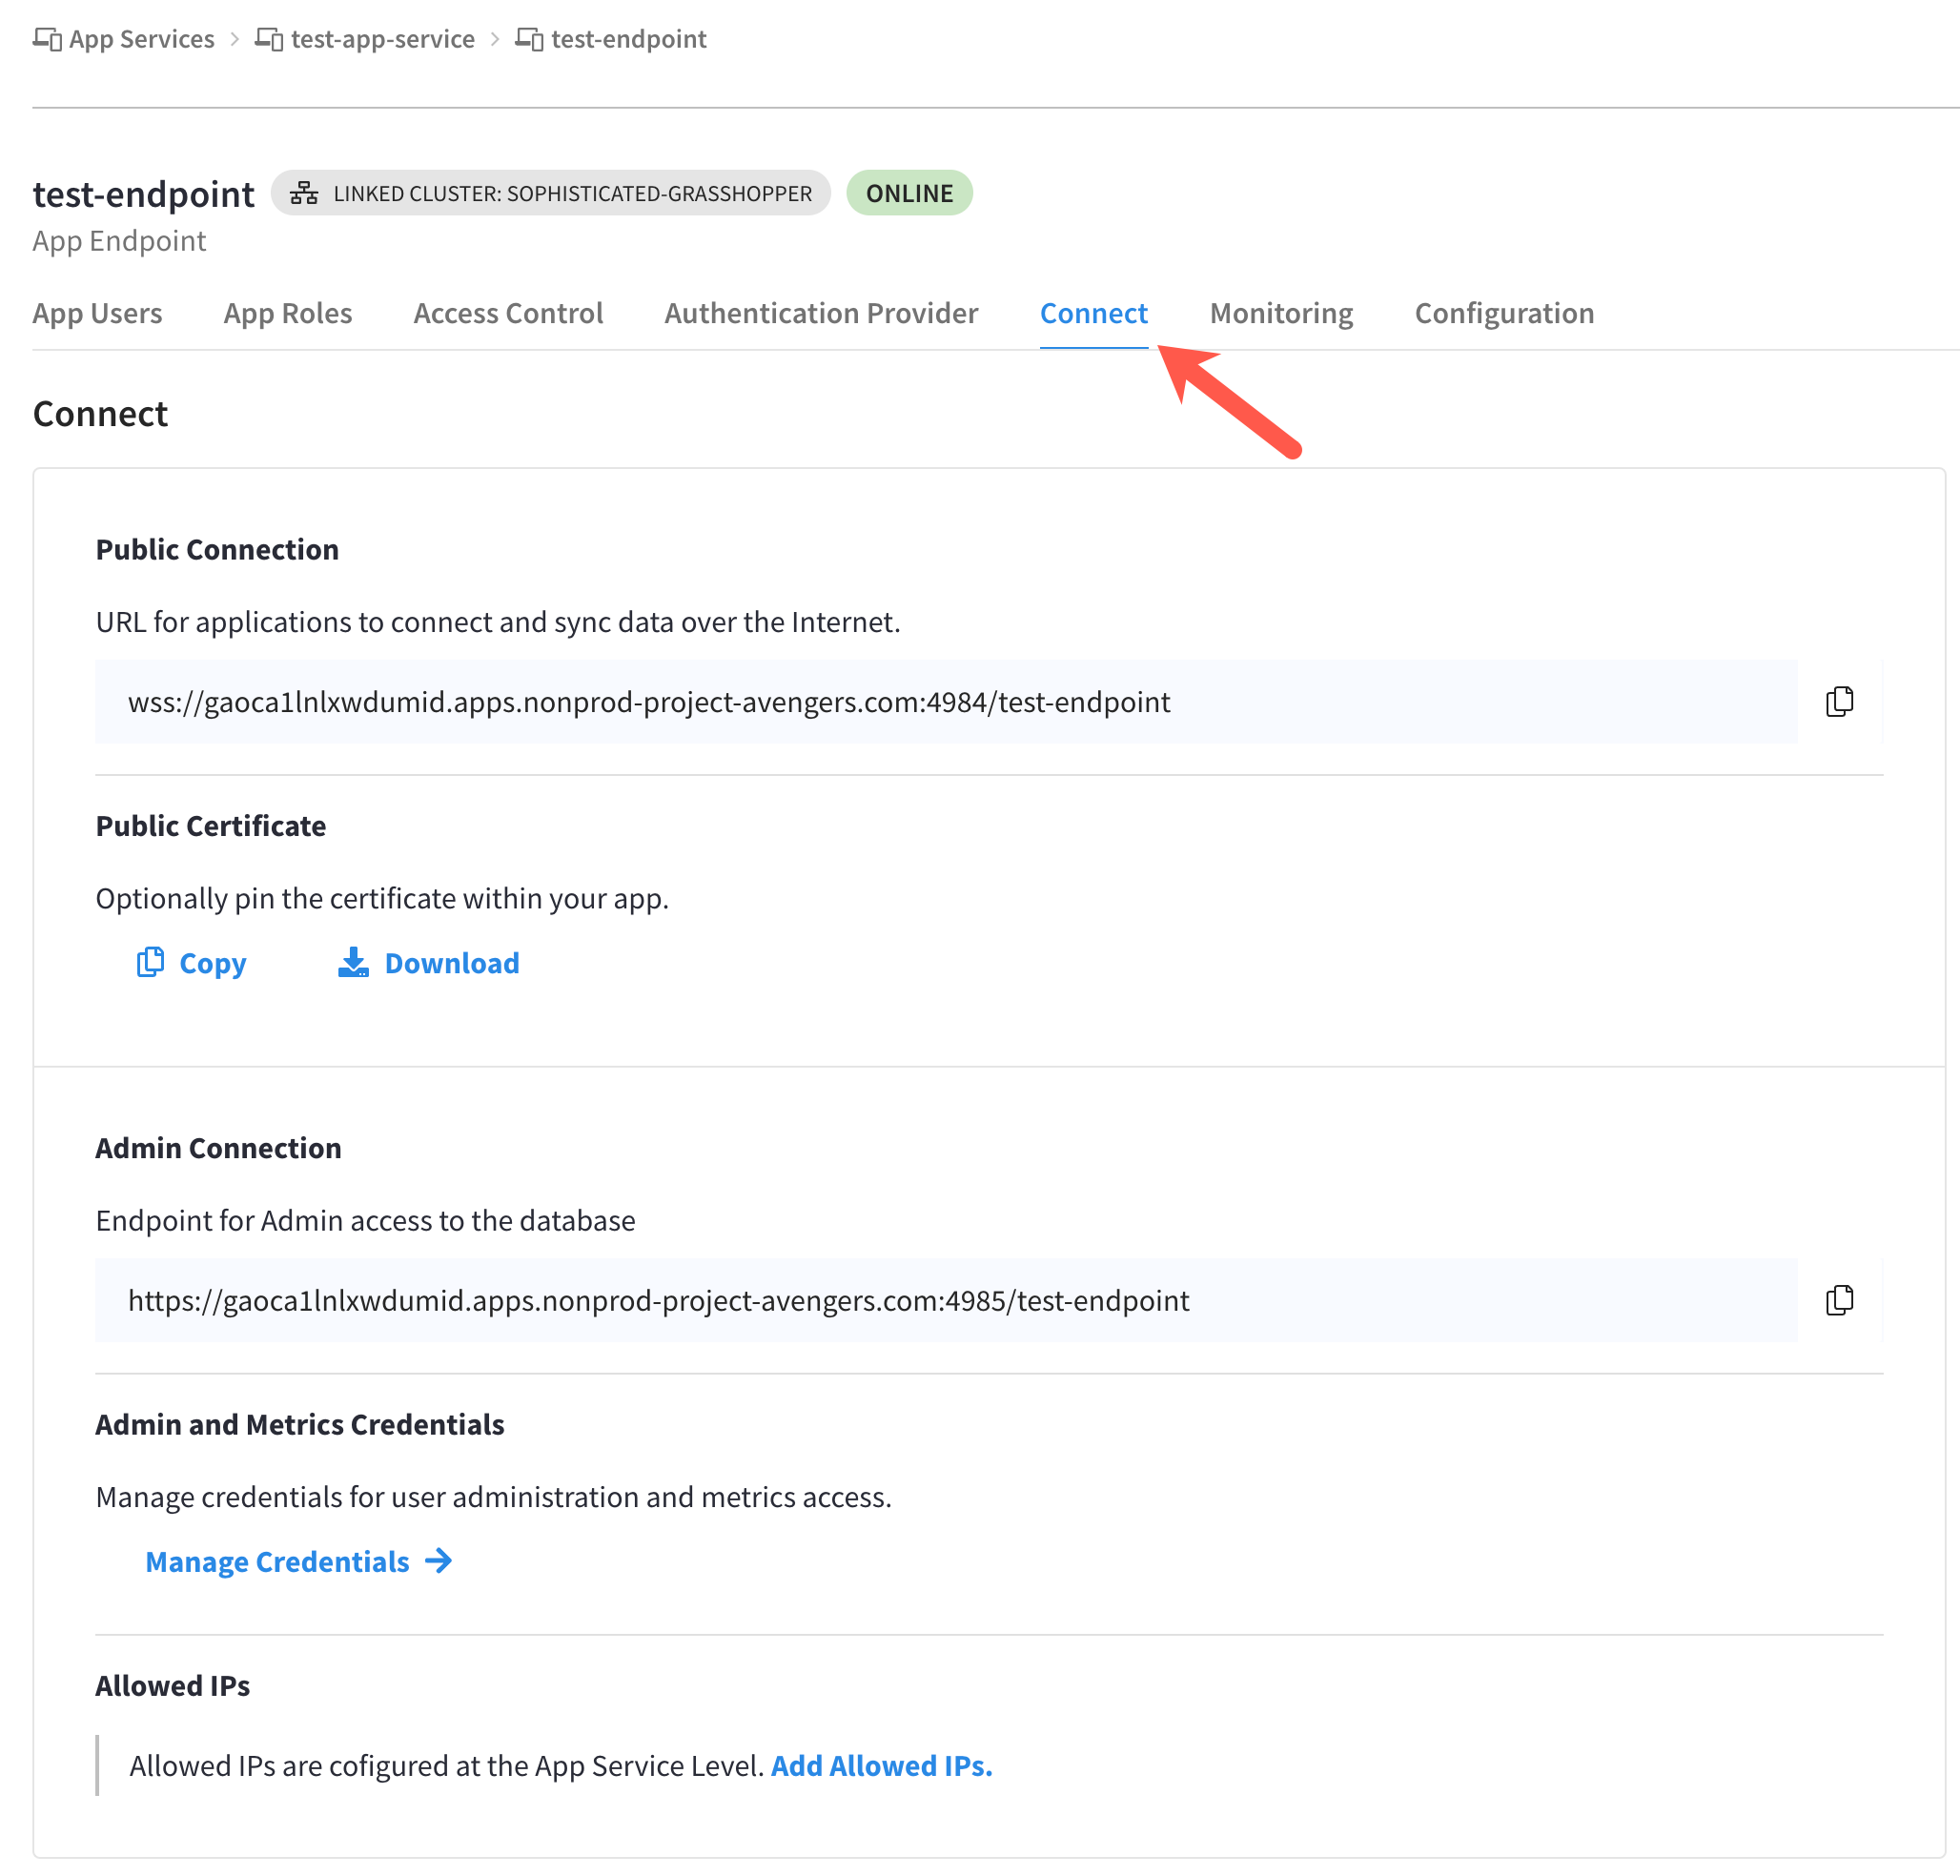 App Services > test-app-service > test-endpoint
test-endpoint LINKED CLUSTER: SOPHISTICATED-GRASSHOPPER ONLINE
App Endpoint
App Users App Roles Access Control Authentication Provider Connect Monitoring Configuration
Connect
Public Connection
URL for applications to connect and sync data over the Internet.
wss://gaoca1lnlxwdumid.apps.nonprod-project-avengers.com:4984/test-endpoint
Public Certificate
Optionally pin the certificate within your app.
Copy Download
Admin Connection
Endpoint for Admin access to the database
https://gaoca1lnlxwdumid.apps.nonprod-project-avengers.com:4985/test-endpoint
Admin and Metrics Credentials
Manage credentials for user administration and metrics access.
Manage Credentials →
Allowed IPs
Allowed IPs are cofigured at the App Service Level. Add Allowed IPs.